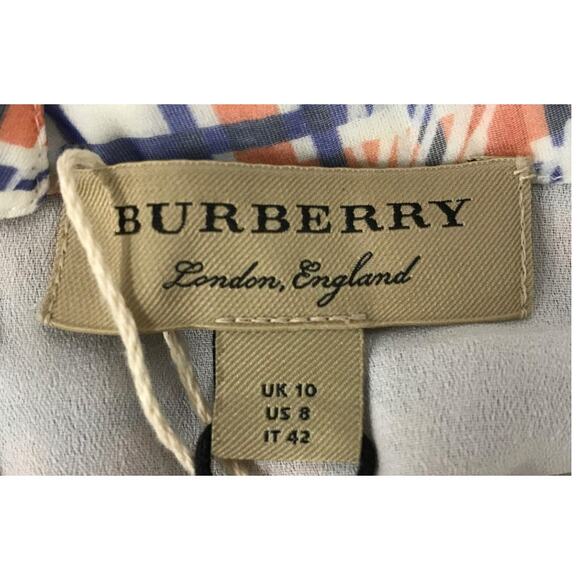 BURBERRY
London, England
UK 10
US 8
IT 42